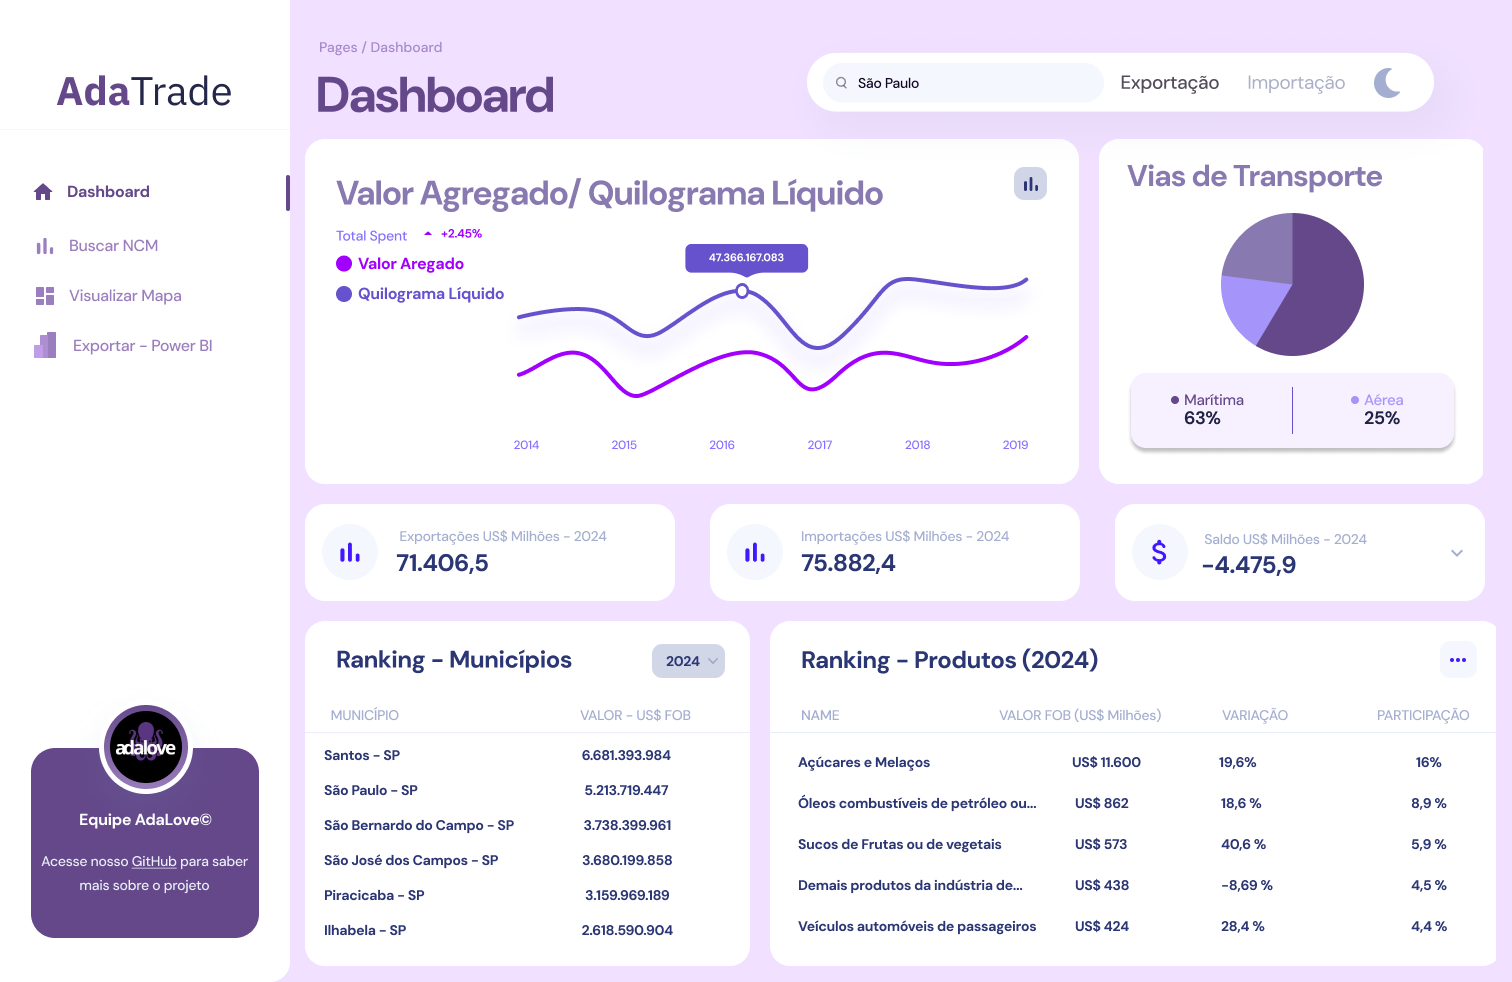 AdaTrade
Dashboard
Buscar NCM
Visualizar Mapa
Exportar - Power BI
adalove
Equipe AdaLove©
Acesse nosso GitHub para saber
mais sobre o projeto
Pages / Dashboard
Dashboard
São Paulo
Exportação
Importação
Valor Agregado/ Quilograma Líquido
Total Spent
+2.45%
Valor Aregado
Quilograma Líquido
47.366.167.083
2014 2015 2016 2017 2018 2019
Vias de Transporte
Marítima
63%
Aérea
25%
Exportações US$ Milhões - 2024
71.406,5
Importações US$ Milhões - 2024
75.882,4
Saldo US$ Milhões - 2024
-4.475,9
Ranking - Municípios
2024
MUNICÍPIO VALOR - US$ FOB
Santos - SP 6.681.393.984
São Paulo - SP 5.213.719.447
São Bernardo do Campo - SP 3.738.399.961
São José dos Campos - SP 3.680.199.858
Piracicaba - SP 3.159.969.189
Ilhabela - SP 2.618.590.904
Ranking - Produtos (2024)
NAME VALOR FOB (US$ Milhões) VARIAÇÃO PARTICIPAÇÃO
Açúcares e Melaços US$ 11.600 19,6% 16%
Óleos combustíveis de petróleo ou... US$ 862 18,6 % 8,9 %
Sucos de Frutas ou de vegetais US$ 573 40,6 % 5,9 %
Demais produtos da indústria de... US$ 438 -8,69 % 4,5 %
Veículos automóveis de passageiros US$ 424 28,4 % 4,4 %